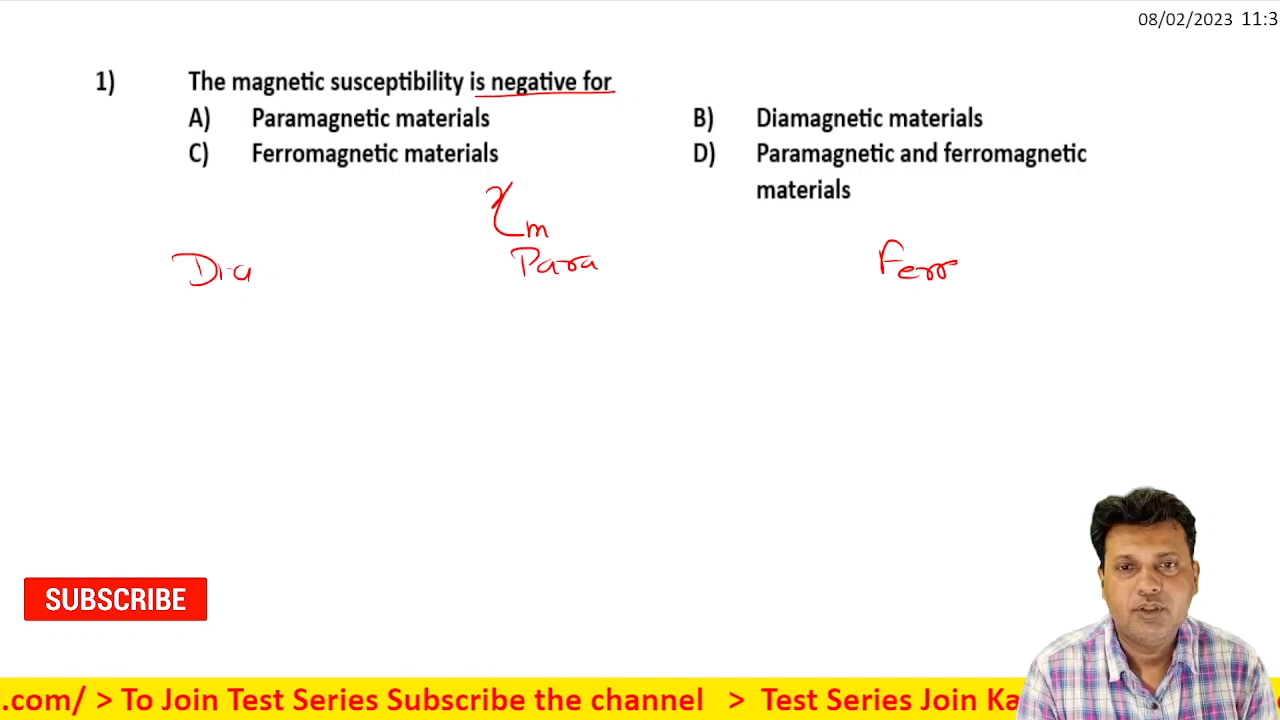 08/02/2023 11:3
1) The magnetic susceptibility is negative for
A) Paramagnetic materials B) Diamagnetic materials
C) Ferromagnetic materials D) Paramagnetic and ferromagnetic
materials
χm
Dia Para Ferr
SUBSCRIBE
t.com/ > To Join Test Series Subscribe the channel > Test Series Join Ka